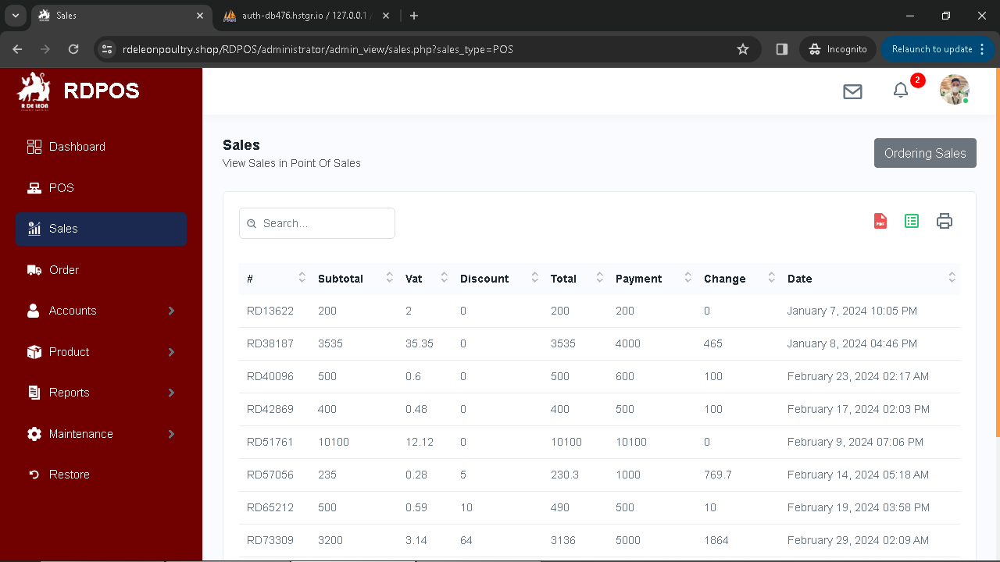 Sales
auth-db476.hstgr.io / 127.0.0.1 /
rdeleonpoultry.shop/RDPOS/administrator/admin_view/sales.php?sales_type=POS
Incognito
Relaunch to update
R DE LEON
RDPOS
2
Dashboard
POS
Sales
Order
Accounts
Product
Reports
Maintenance
Restore
Sales
View Sales in Point Of Sales
Ordering Sales
Search...
PDF
# Subtotal Vat Discount Total Payment Change Date
RD13622 200 2 0 200 200 0 January 7, 2024 10:05 PM
RD38187 3535 35.35 0 3535 4000 465 January 8, 2024 04:46 PM
RD40096 500 0.6 0 500 600 100 February 23, 2024 02:17 AM
RD42869 400 0.48 0 400 500 100 February 17, 2024 02:03 PM
RD51761 10100 12.12 0 10100 10100 0 February 9, 2024 07:06 PM
RD57056 235 0.28 5 230.3 1000 769.7 February 14, 2024 05:18 AM
RD65212 500 0.59 10 490 500 10 February 19, 2024 03:58 PM
RD73309 3200 3.14 64 3136 5000 1864 February 29, 2024 02:09 AM